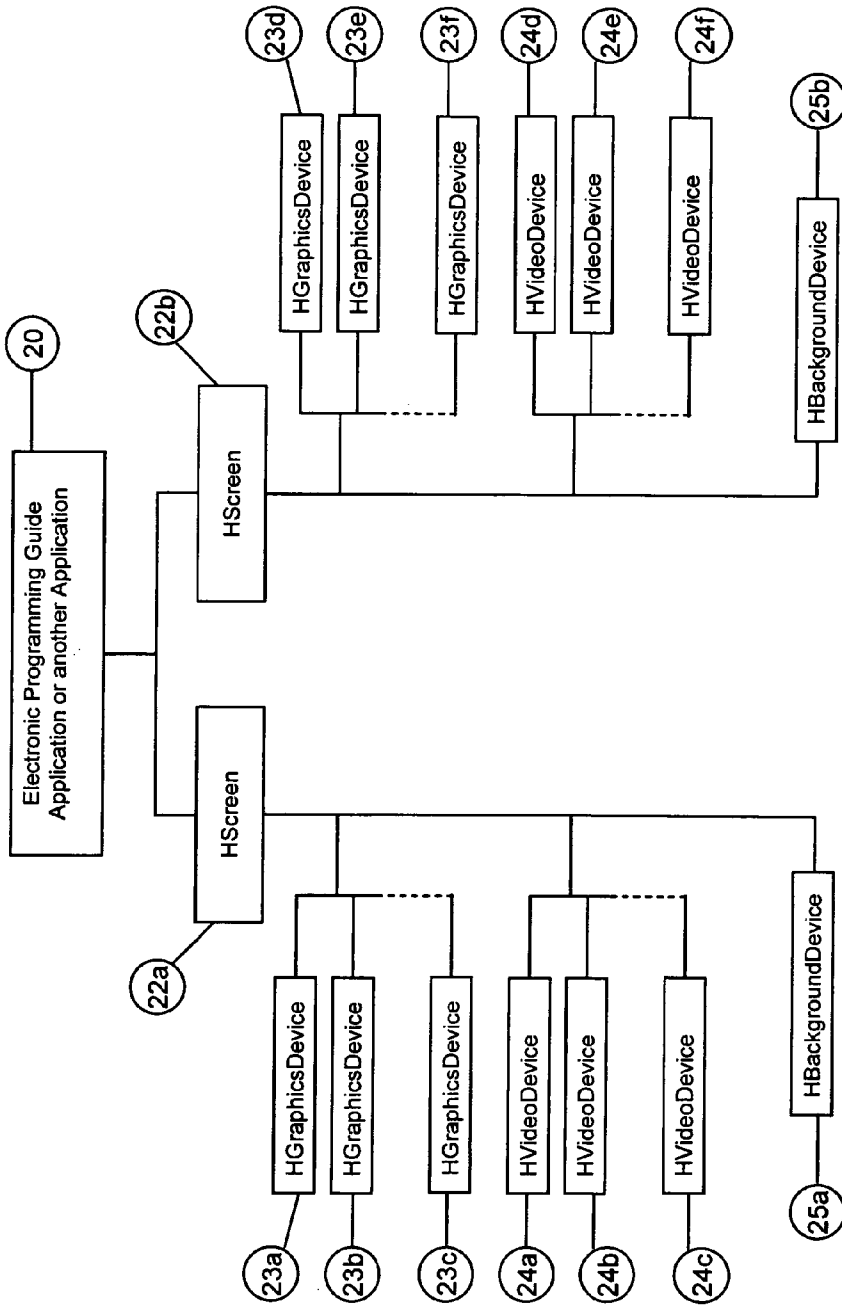 20
Electronic Programming Guide
Application or another Application
22a
HScreen
22b
HScreen
23a
HGraphicsDevice
23b
HGraphicsDevice
23c
HGraphicsDevice
24a
HVideoDevice
24b
HVideoDevice
24c
HVideoDevice
25a
HBackgroundDevice
HGraphicsDevice
23d
HGraphicsDevice
23e
HGraphicsDevice
23f
HVideoDevice
24d
HVideoDevice
24e
HVideoDevice
24f
HBackgroundDevice
25b